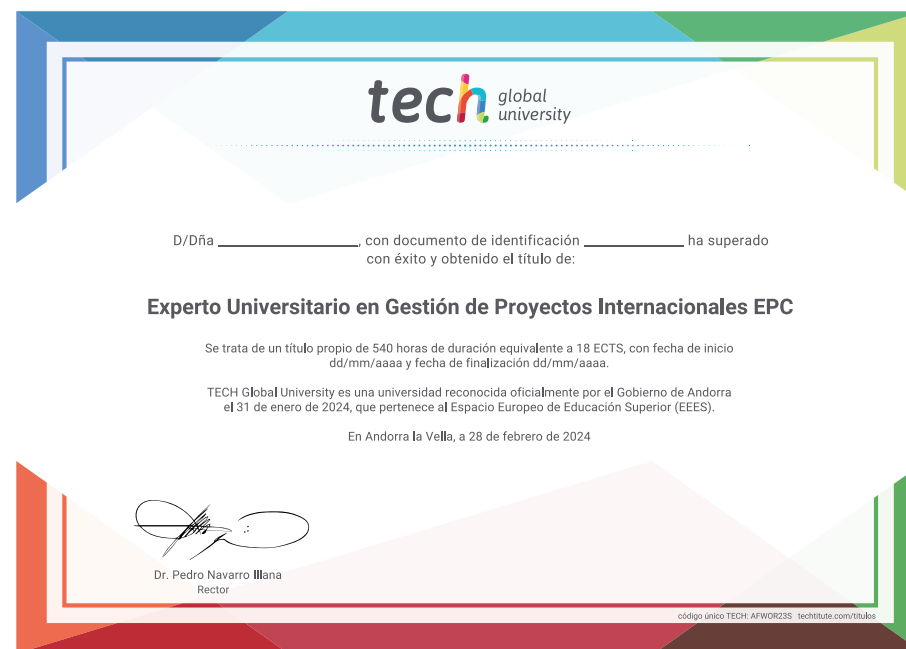 tech global university
D/Dña ____________________, con documento de identificación ______________ ha superado
con éxito y obtenido el título de:
Experto Universitario en Gestión de Proyectos Internacionales EPC
Se trata de un título propio de 540 horas de duración equivalente a 18 ECTS, con fecha de inicio
dd/mm/aaaa y fecha de finalización dd/mm/aaaa.
TECH Global University es una universidad reconocida oficialmente por el Gobierno de Andorra
el 31 de enero de 2024, que pertenece al Espacio Europeo de Educación Superior (EEES).
En Andorra la Vella, a 28 de febrero de 2024
Dr. Pedro Navarro Illana
Rector
código único TECH: AFWOR23S techtitute.com/titulos